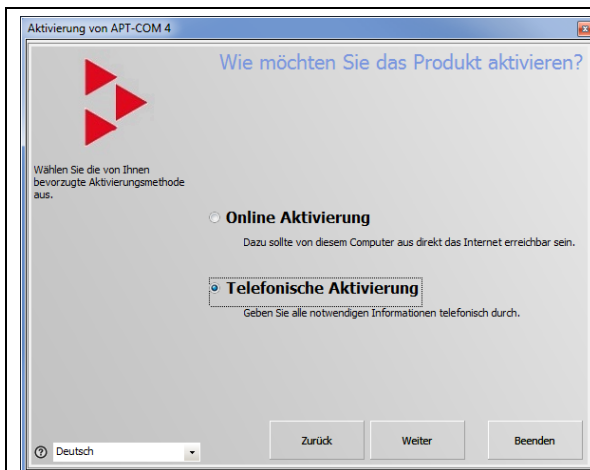 Aktivierung von APT-COM 4
Wie möchten Sie das Produkt aktivieren?
Wählen Sie die von Ihnen
bevorzugte Aktivierungsmethode
aus.
Online Aktivierung
Dazu sollte von diesem Computer aus direkt das Internet erreichbar sein.
Telefonische Aktivierung
Geben Sie alle notwendigen Informationen telefonisch durch.
Deutsch
Zurück
Weiter
Beenden